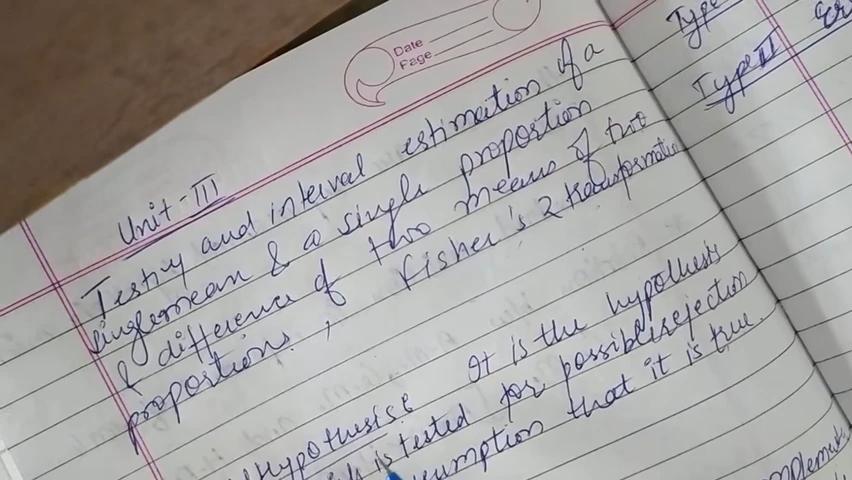 Date
Page
Unit-III
Testing and interval estimation of a
single mean & a single proportion
& difference of two means of two
proportions, Fisher's Z transformation
Hypothesise It is the hypothesis
is tested for possible rejection
that it is true.
Type
Type II